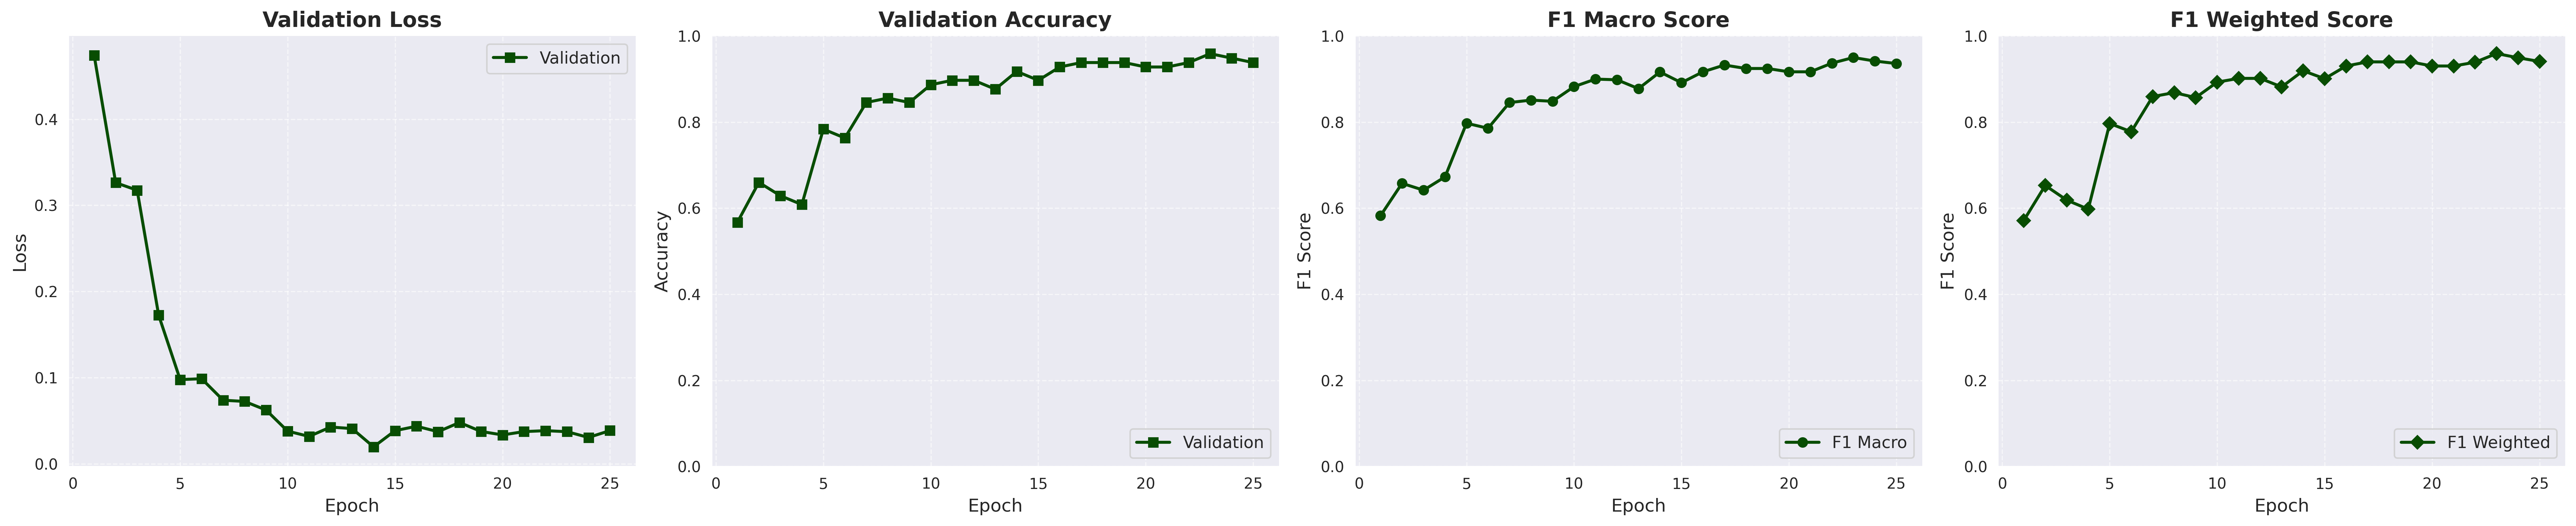 Validation Loss
Validation
0.4
0.3
0.2
0.1
0.0
Loss
0 5 10 15 20 25
Epoch
Validation Accuracy
1.0
0.8
0.6
0.4
0.2
0.0
Accuracy
Validation
0 5 10 15 20 25
Epoch
F1 Macro Score
1.0
0.8
0.6
0.4
0.2
0.0
F1 Score
F1 Macro
0 5 10 15 20 25
Epoch
F1 Weighted Score
1.0
0.8
0.6
0.4
0.2
0.0
F1 Score
F1 Weighted
0 5 10 15 20 25
Epoch